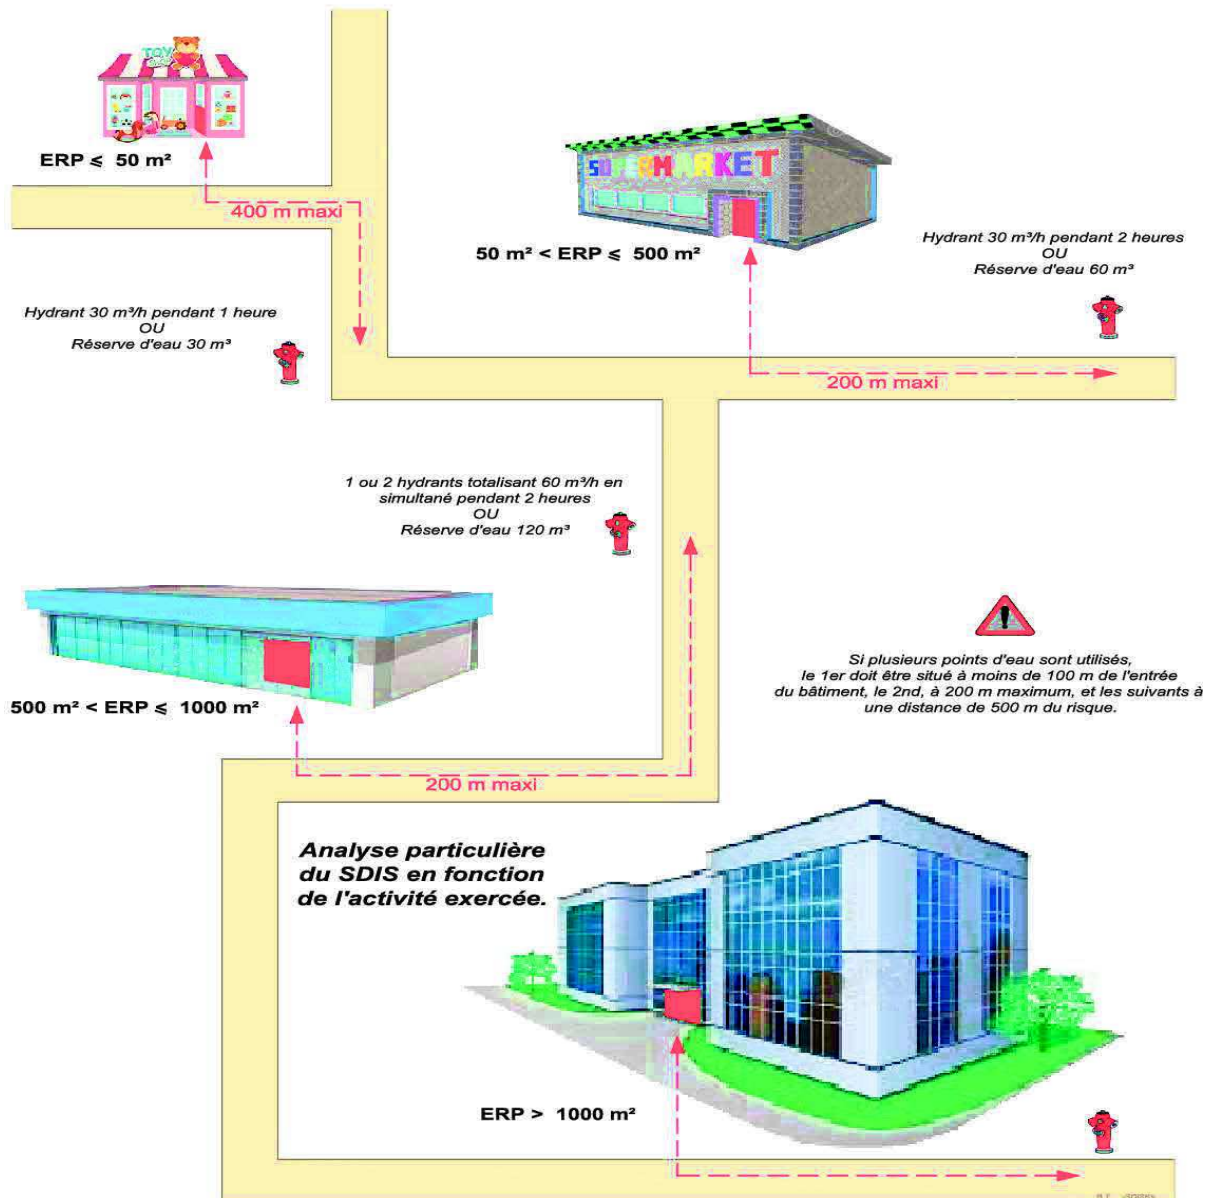 TOY
ERP ⩽ 50 m²
400 m maxi
SUPERMARKET
50 m² < ERP ⩽ 500 m²
Hydrant 30 m³/h pendant 2 heures
OU
Réserve d'eau 60 m³
Hydrant 30 m³/h pendant 1 heure
OU
Réserve d'eau 30 m³
200 m maxi
1 ou 2 hydrants totalisant 60 m³/h en
simultané pendant 2 heures
OU
Réserve d'eau 120 m³
Si plusieurs points d'eau sont utilisés,
le 1er doit être situé à moins de 100 m de l'entrée
du bâtiment, le 2nd, à 200 m maximum, et les suivants à
une distance de 500 m du risque.
500 m² < ERP ⩽ 1000 m²
200 m maxi
Analyse particulière
du SDIS en fonction
de l'activité exercée.
ERP > 1000 m²